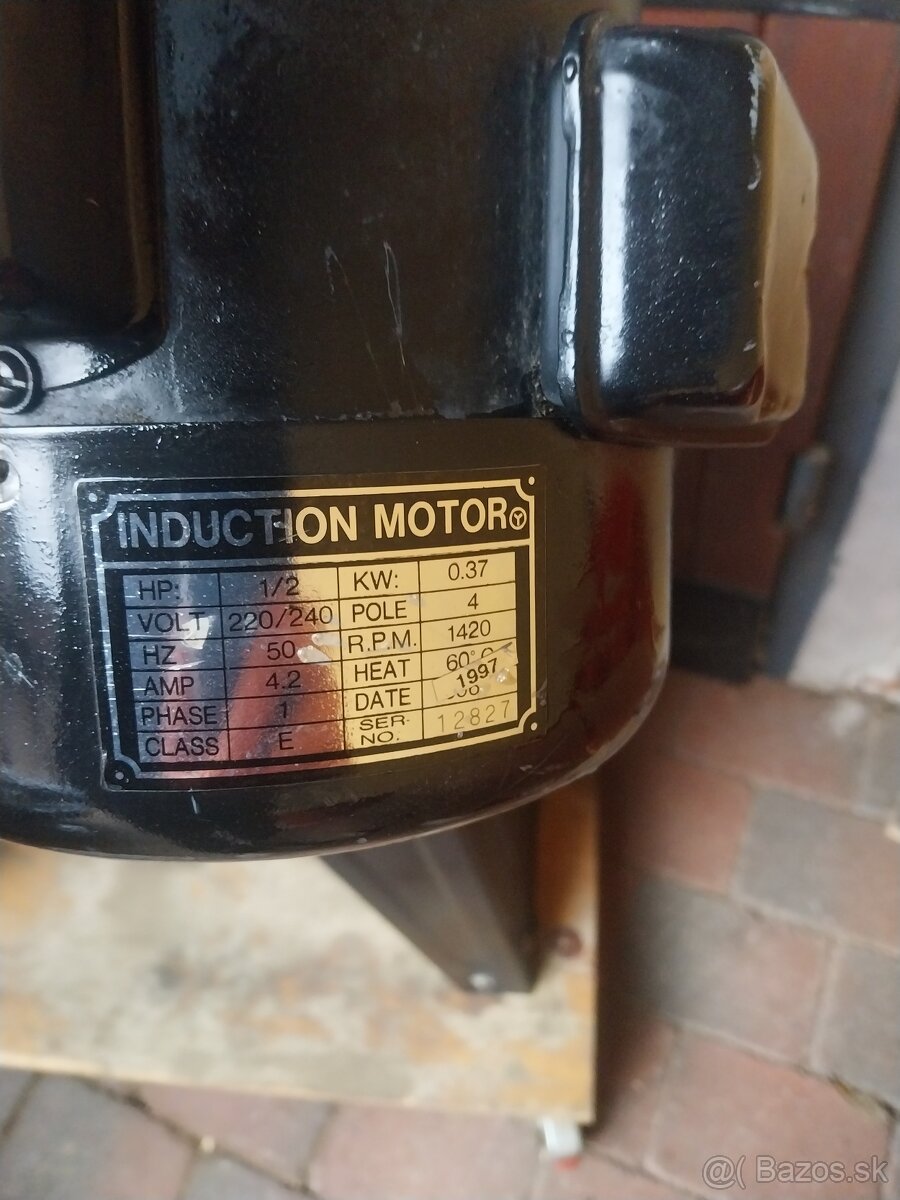 INDUCTION MOTOR
HP: 1/2 KW: 0.37
VOLT 220/240 POLE 4
HZ 50 R.P.M. 1420
AMP 4.2 HEAT 60°C
PHASE 1 DATE 1997
CLASS E SER. NO. 12827
@( Bazos.sk